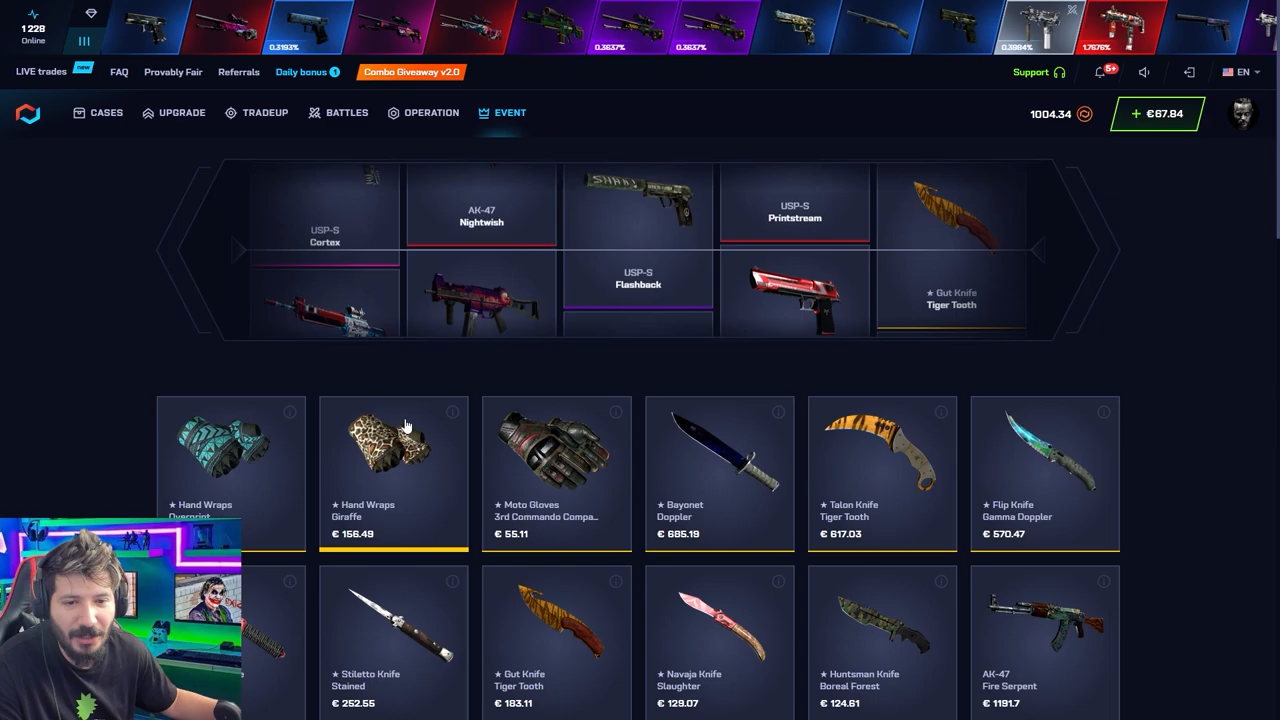 1 228
Online
0.3193%
0.3637%
0.3637%
0.3984%
1.7676%
LIVE trades
new
FAQ
Provably Fair
Referrals
Daily bonus 1
Combo Giveaway v2.0
Support
5+
EN
CASES
UPGRADE
TRADEUP
BATTLES
OPERATION
EVENT
1004.34
+ €67.84
USP-S
Cortex
AK-47
Nightwish
USP-S
Flashback
USP-S
Printstream
★ Gut Knife
Tiger Tooth
★ Hand Wraps
Overprint
★ Hand Wraps
Giraffe
€ 156.49
★ Moto Gloves
3rd Commando Compa...
€ 55.11
★ Bayonet
Doppler
€ 685.19
★ Talon Knife
Tiger Tooth
€ 617.03
★ Flip Knife
Gamma Doppler
€ 570.47
★ Stiletto Knife
Stained
€ 252.55
★ Gut Knife
Tiger Tooth
€ 183.11
★ Navaja Knife
Slaughter
€ 129.07
★ Huntsman Knife
Boreal Forest
€ 124.61
AK-47
Fire Serpent
€ 1191.7